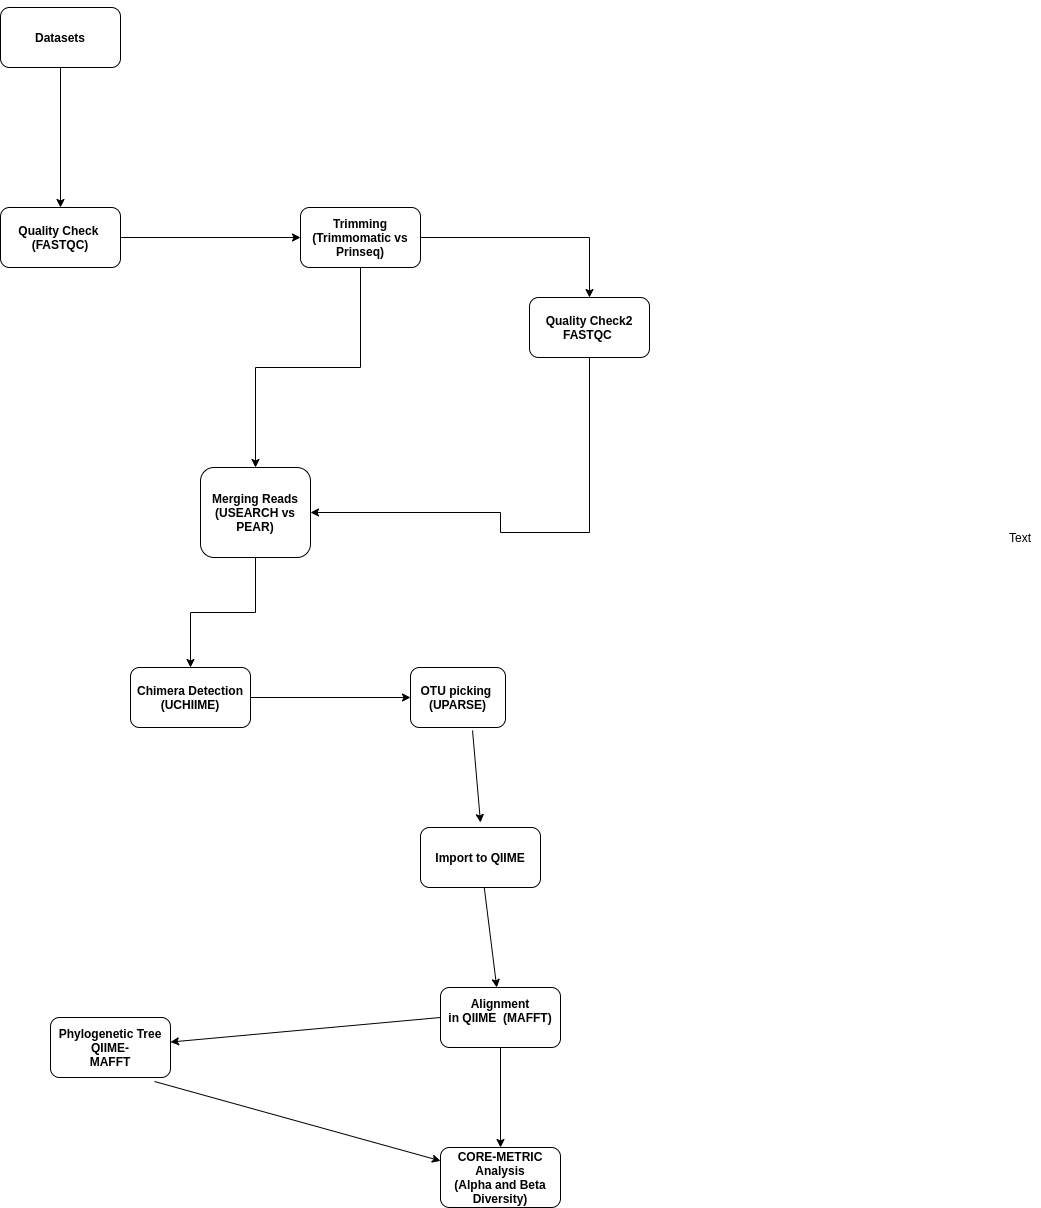 Datasets
Quality Check
(FASTQC)
Trimming
(Trimmomatic vs
Prinseq)
Quality Check2
FASTQC
Merging Reads
(USEARCH vs
PEAR)
Text
Chimera Detection
(UCHIIME)
OTU picking
(UPARSE)
Import to QIIME
Alignment
in QIIME (MAFFT)
Phylogenetic Tree
QIIME-
MAFFT
CORE-METRIC
Analysis
(Alpha and Beta
Diversity)